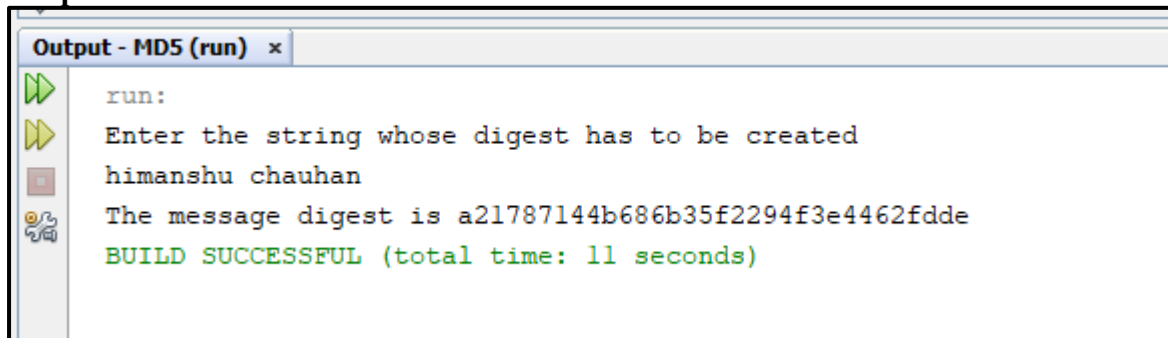 Output - MD5 (run) ×
run:
Enter the string whose digest has to be created
himanshu chauhan
The message digest is a21787144b686b35f2294f3e4462fdde
BUILD SUCCESSFUL (total time: 11 seconds)